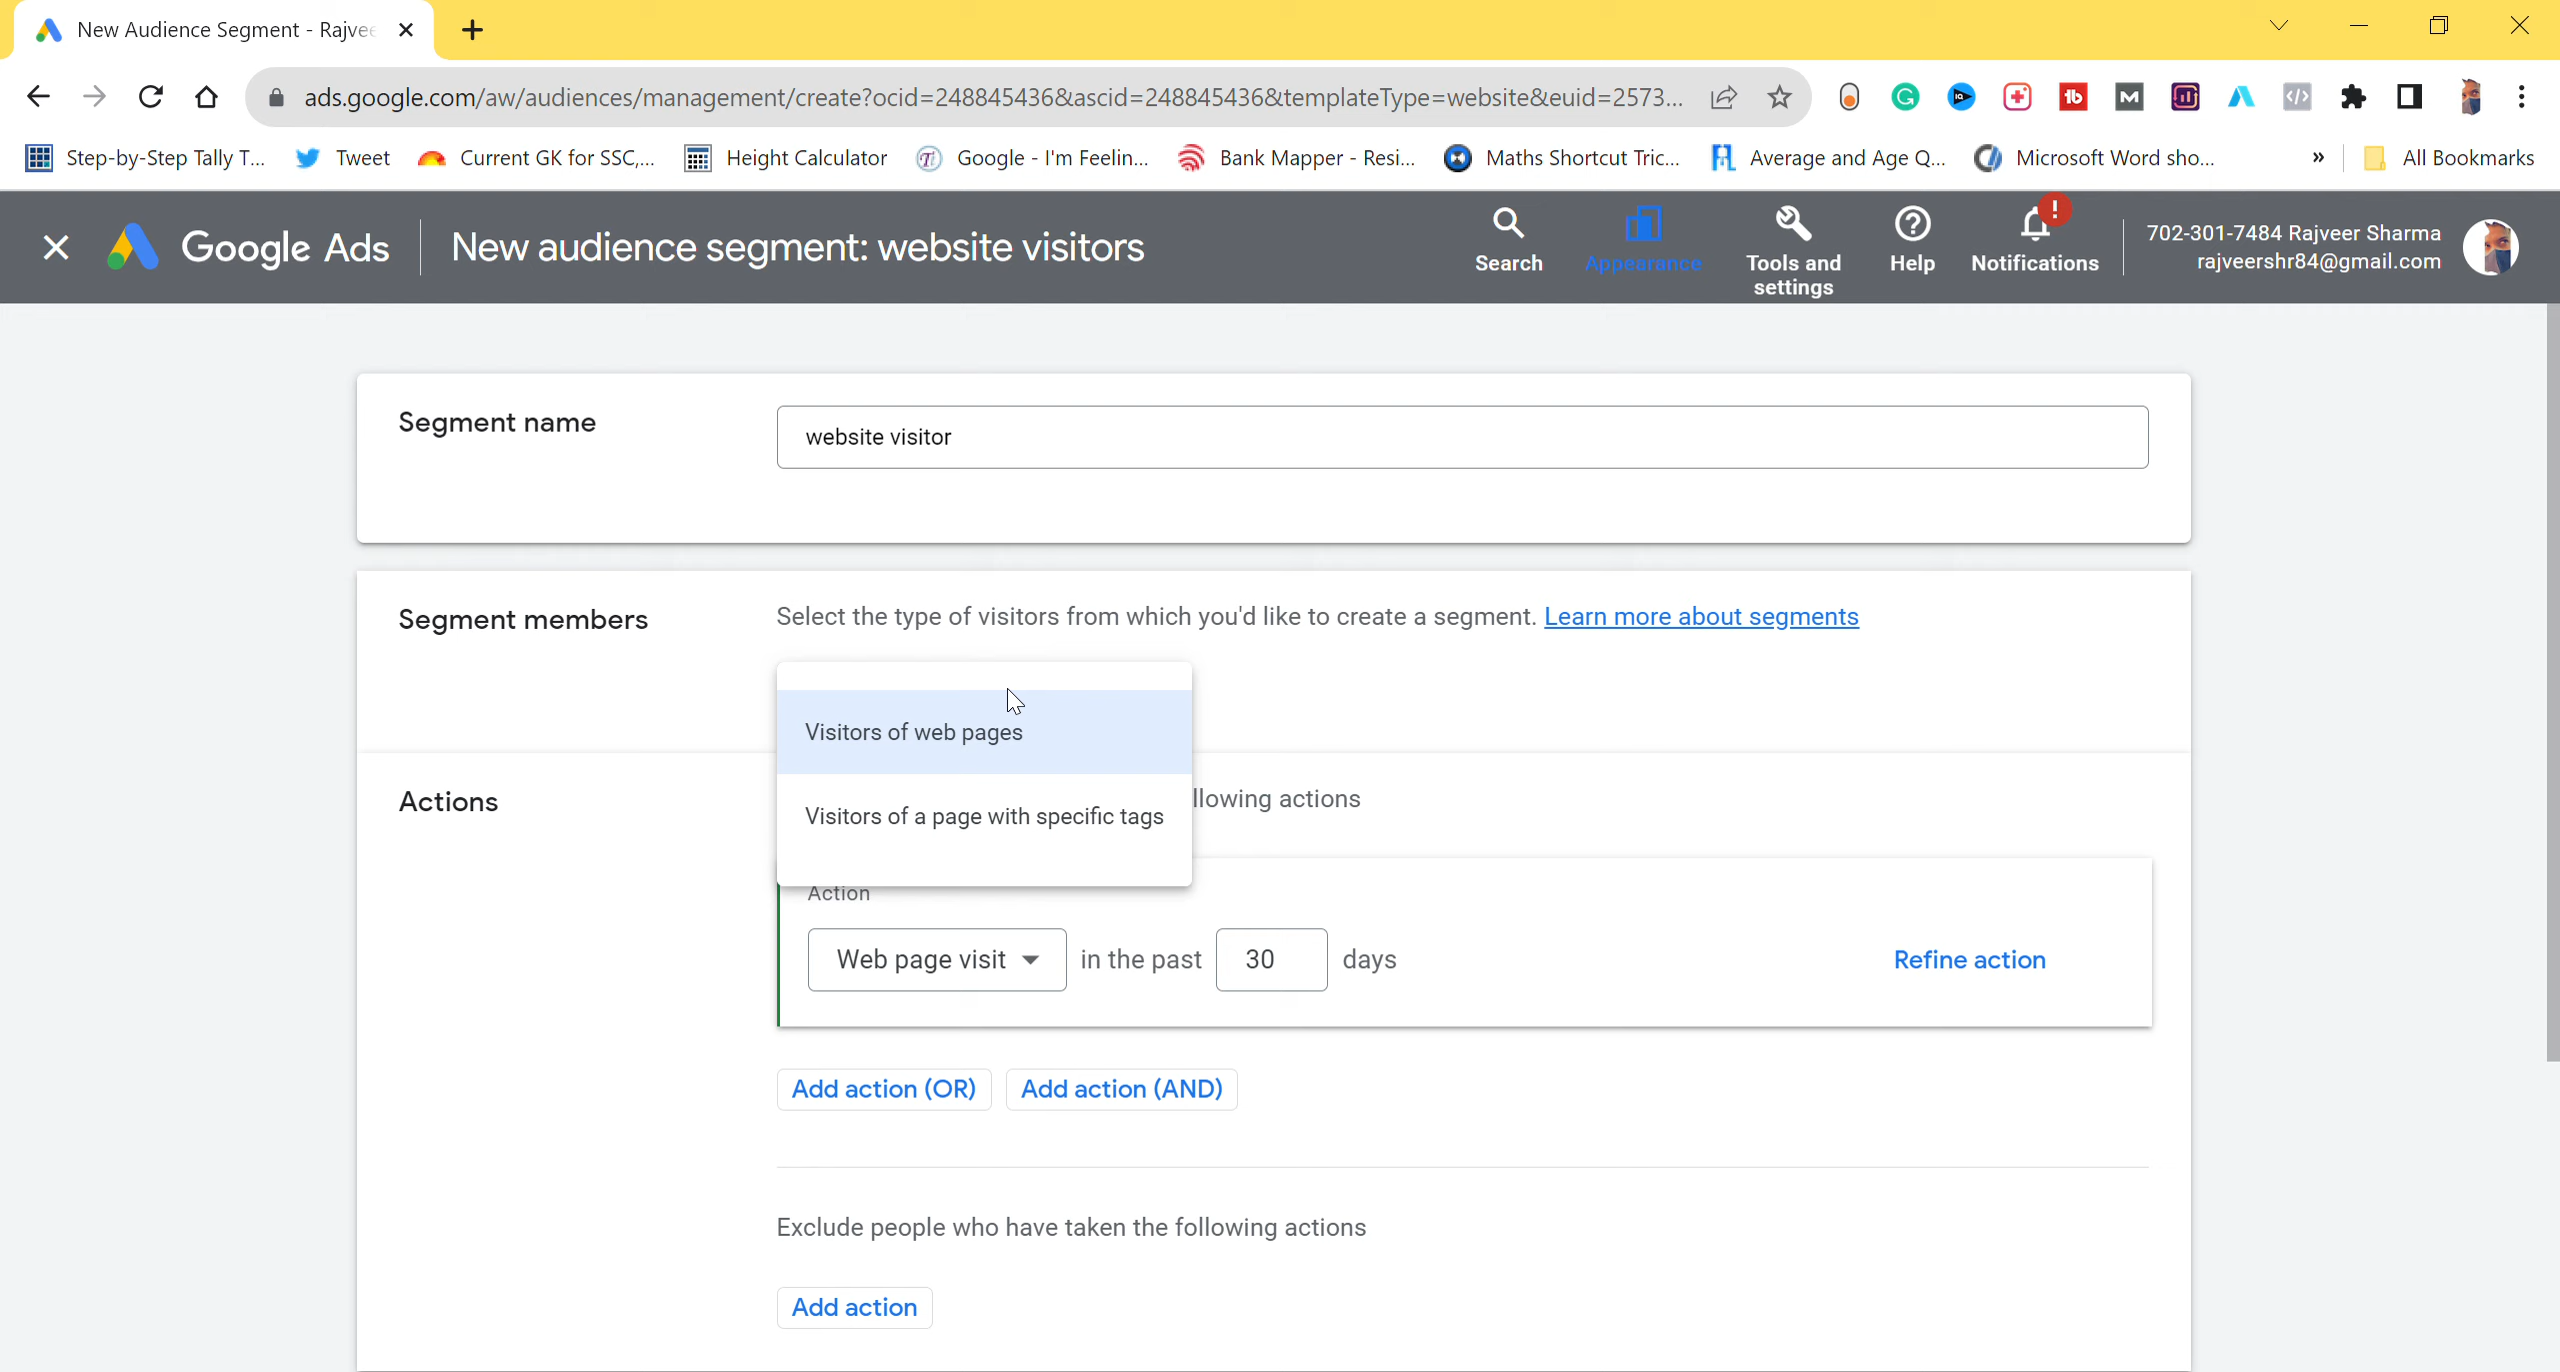 New Audience Segment - Rajvee
ads.google.com/aw/audiences/management/create?ocid=248845436&ascid=248845436&templateType=website&euid=2573...
Step-by-Step Tally T...
Tweet
Current GK for SSC,...
Height Calculator
Google - I'm Feelin...
Bank Mapper - Resi...
Maths Shortcut Tric...
Average and Age Q...
Microsoft Word sho...
»
All Bookmarks
Google Ads
New audience segment: website visitors
Search
Appearance
Tools and
settings
Help
Notifications
702-301-7484 Rajveer Sharma
rajveershr84@gmail.com
Segment name
website visitor
Segment members
Select the type of visitors from which you'd like to create a segment. Learn more about segments
Visitors of web pages
Visitors of a page with specific tags
Actions
llowing actions
Action
Web page visit
in the past
30
days
Refine action
Add action (OR)
Add action (AND)
Exclude people who have taken the following actions
Add action